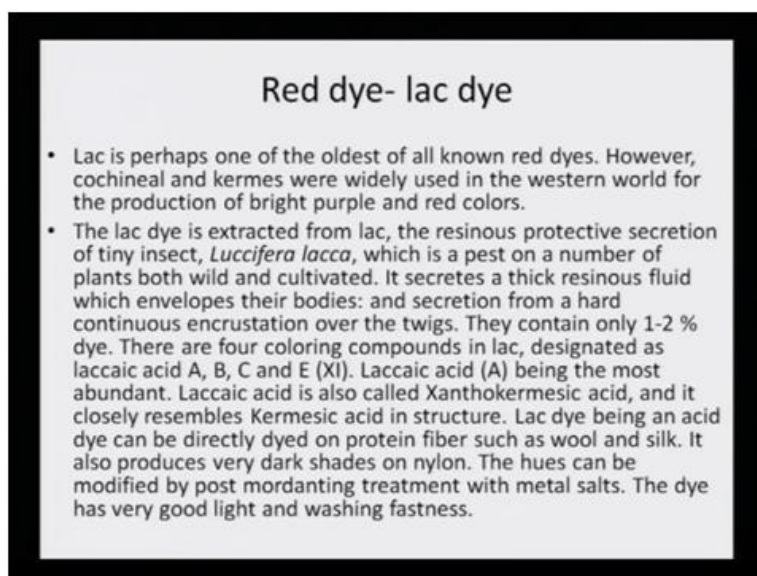 Red dye- lac dye
• Lac is perhaps one of the oldest of all known red dyes. However,
cochineal and kermes were widely used in the western world for
the production of bright purple and red colors.
• The lac dye is extracted from lac, the resinous protective secretion
of tiny insect, Luccifera lacca, which is a pest on a number of
plants both wild and cultivated. It secretes a thick resinous fluid
which envelopes their bodies: and secretion from a hard
continuous encrustation over the twigs. They contain only 1-2 %
dye. There are four coloring compounds in lac, designated as
laccaic acid A, B, C and E (XI). Laccaic acid (A) being the most
abundant. Laccaic acid is also called Xanthokermesic acid, and it
closely resembles Kermesic acid in structure. Lac dye being an acid
dye can be directly dyed on protein fiber such as wool and silk. It
also produces very dark shades on nylon. The hues can be
modified by post mordanting treatment with metal salts. The dye
has very good light and washing fastness.